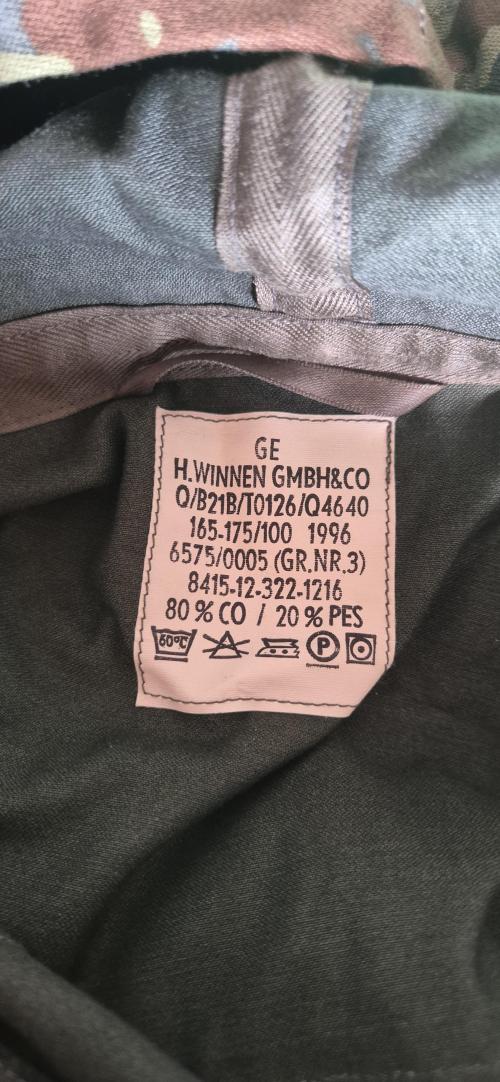 GE
H.WINNEN GMBH&CO
Q/B21B/T0126/Q4640
165-175/100 1996
6575/0005 (GR.NR.3)
8415-12-322-1216
80 % CO / 20 % PES
60°C P